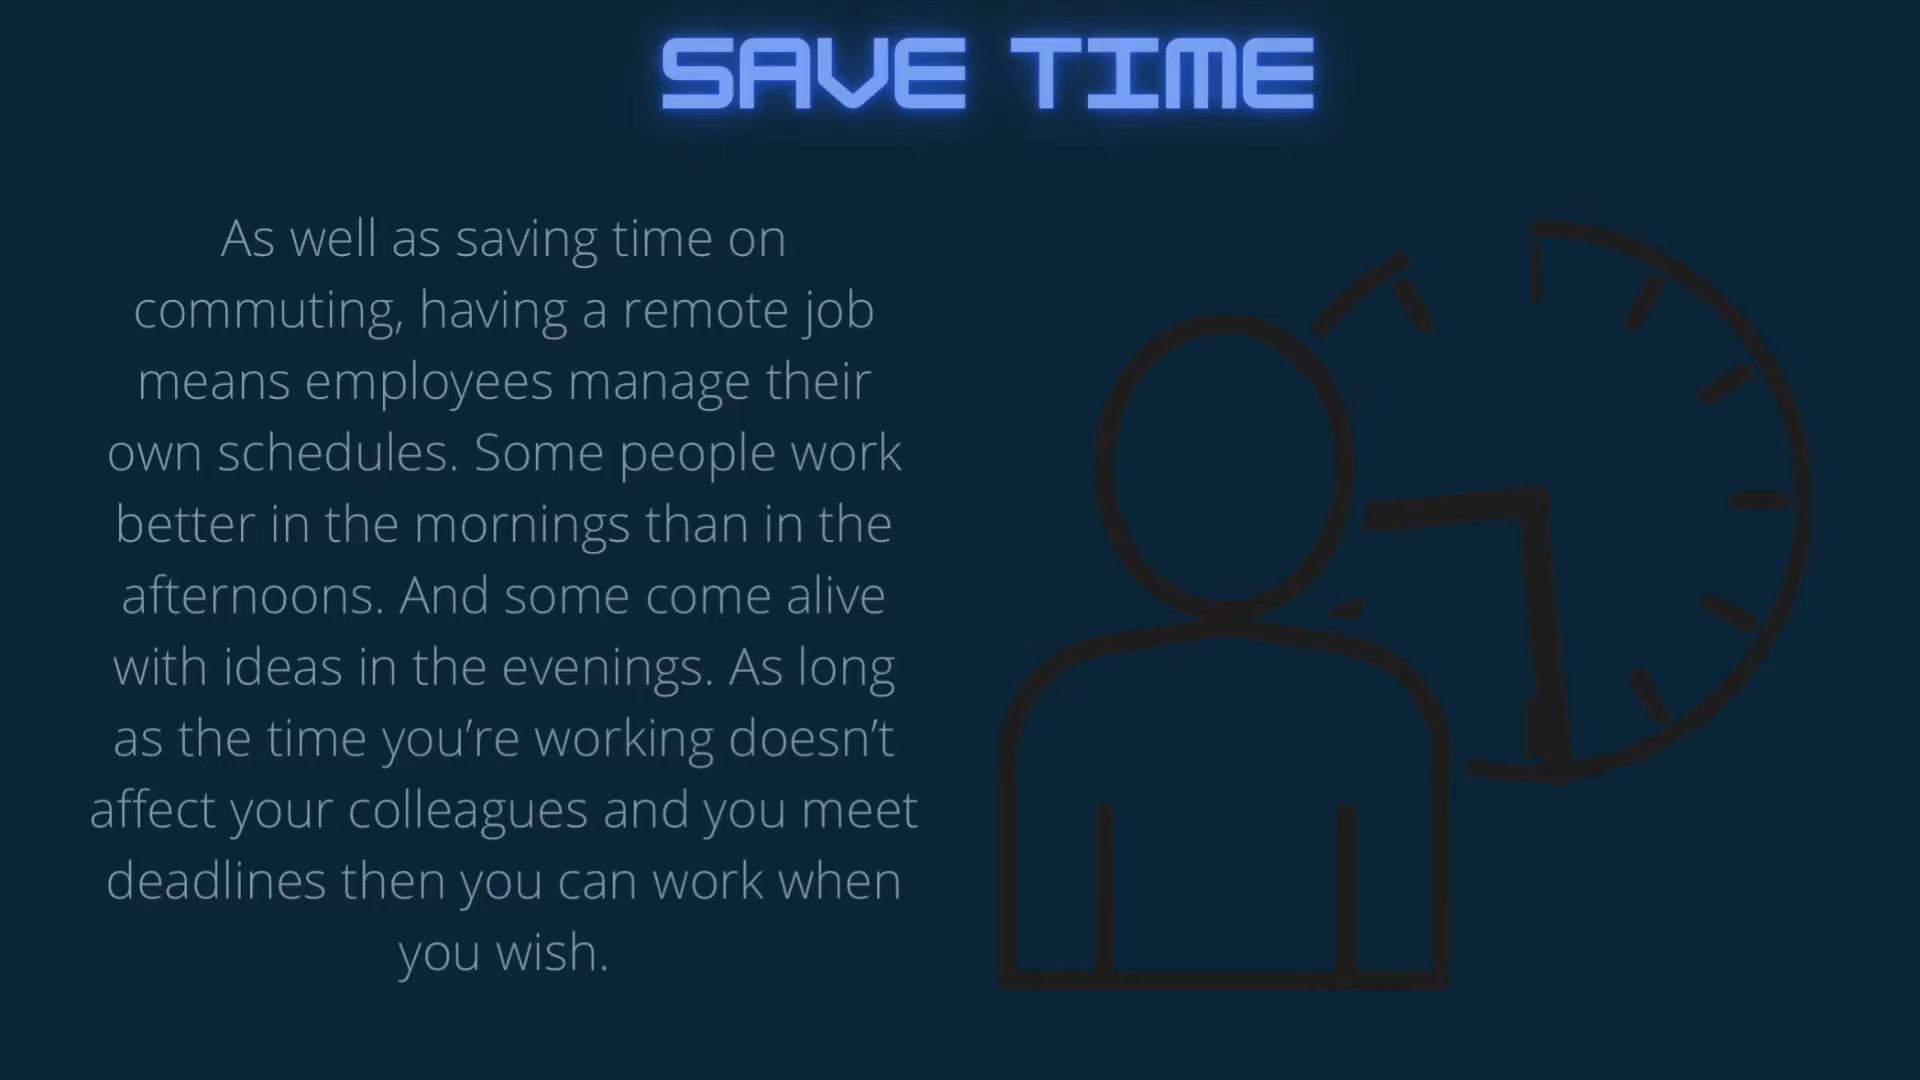 SAVE TIME
As well as saving time on
commuting, having a remote job
means employees manage their
own schedules. Some people work
better in the mornings than in the
afternoons. And some come alive
with ideas in the evenings. As long
as the time you’re working doesn’t
affect your colleagues and you meet
deadlines then you can work when
you wish.